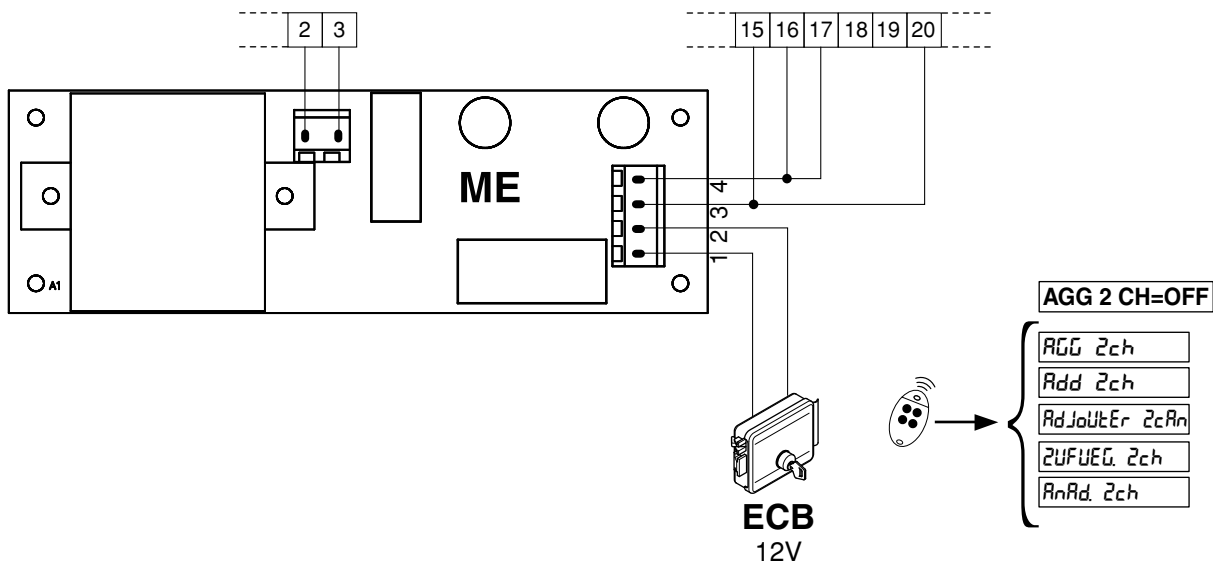 2 3
15 16 17 18 19 20
ME
4
3
2
1
A1
AGG 2 CH=OFF
AGG 2ch
Add 2ch
AdJoUtEr 2cAn
2UFUEG. 2ch
AnAd. 2ch
ECB
12V